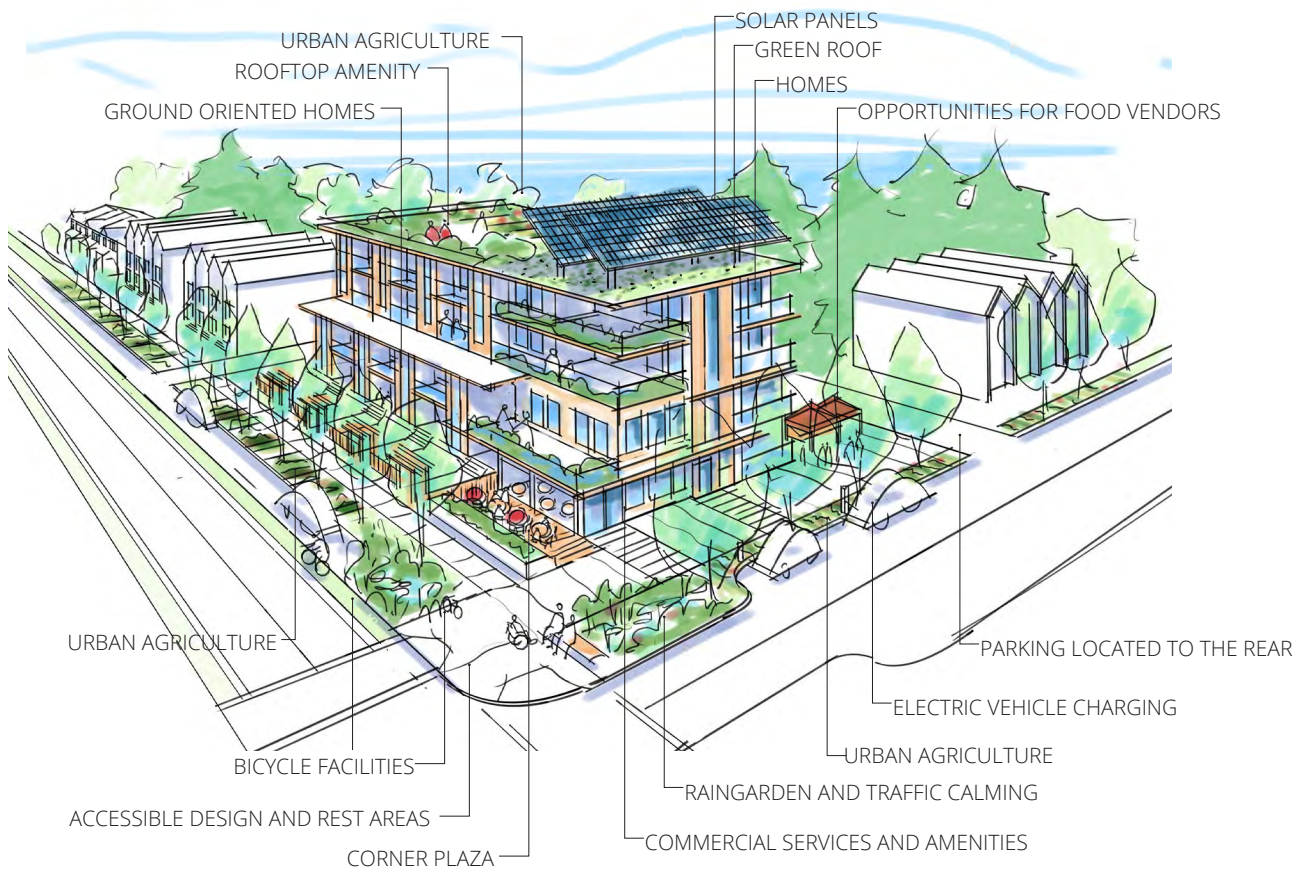 SOLAR PANELS
URBAN AGRICULTURE
GREEN ROOF
ROOFTOP AMENITY
HOMES
GROUND ORIENTED HOMES
OPPORTUNITIES FOR FOOD VENDORS
URBAN AGRICULTURE
PARKING LOCATED TO THE REAR
ELECTRIC VEHICLE CHARGING
URBAN AGRICULTURE
BICYCLE FACILITIES
RAINGARDEN AND TRAFFIC CALMING
ACCESSIBLE DESIGN AND REST AREAS
COMMERCIAL SERVICES AND AMENITIES
CORNER PLAZA